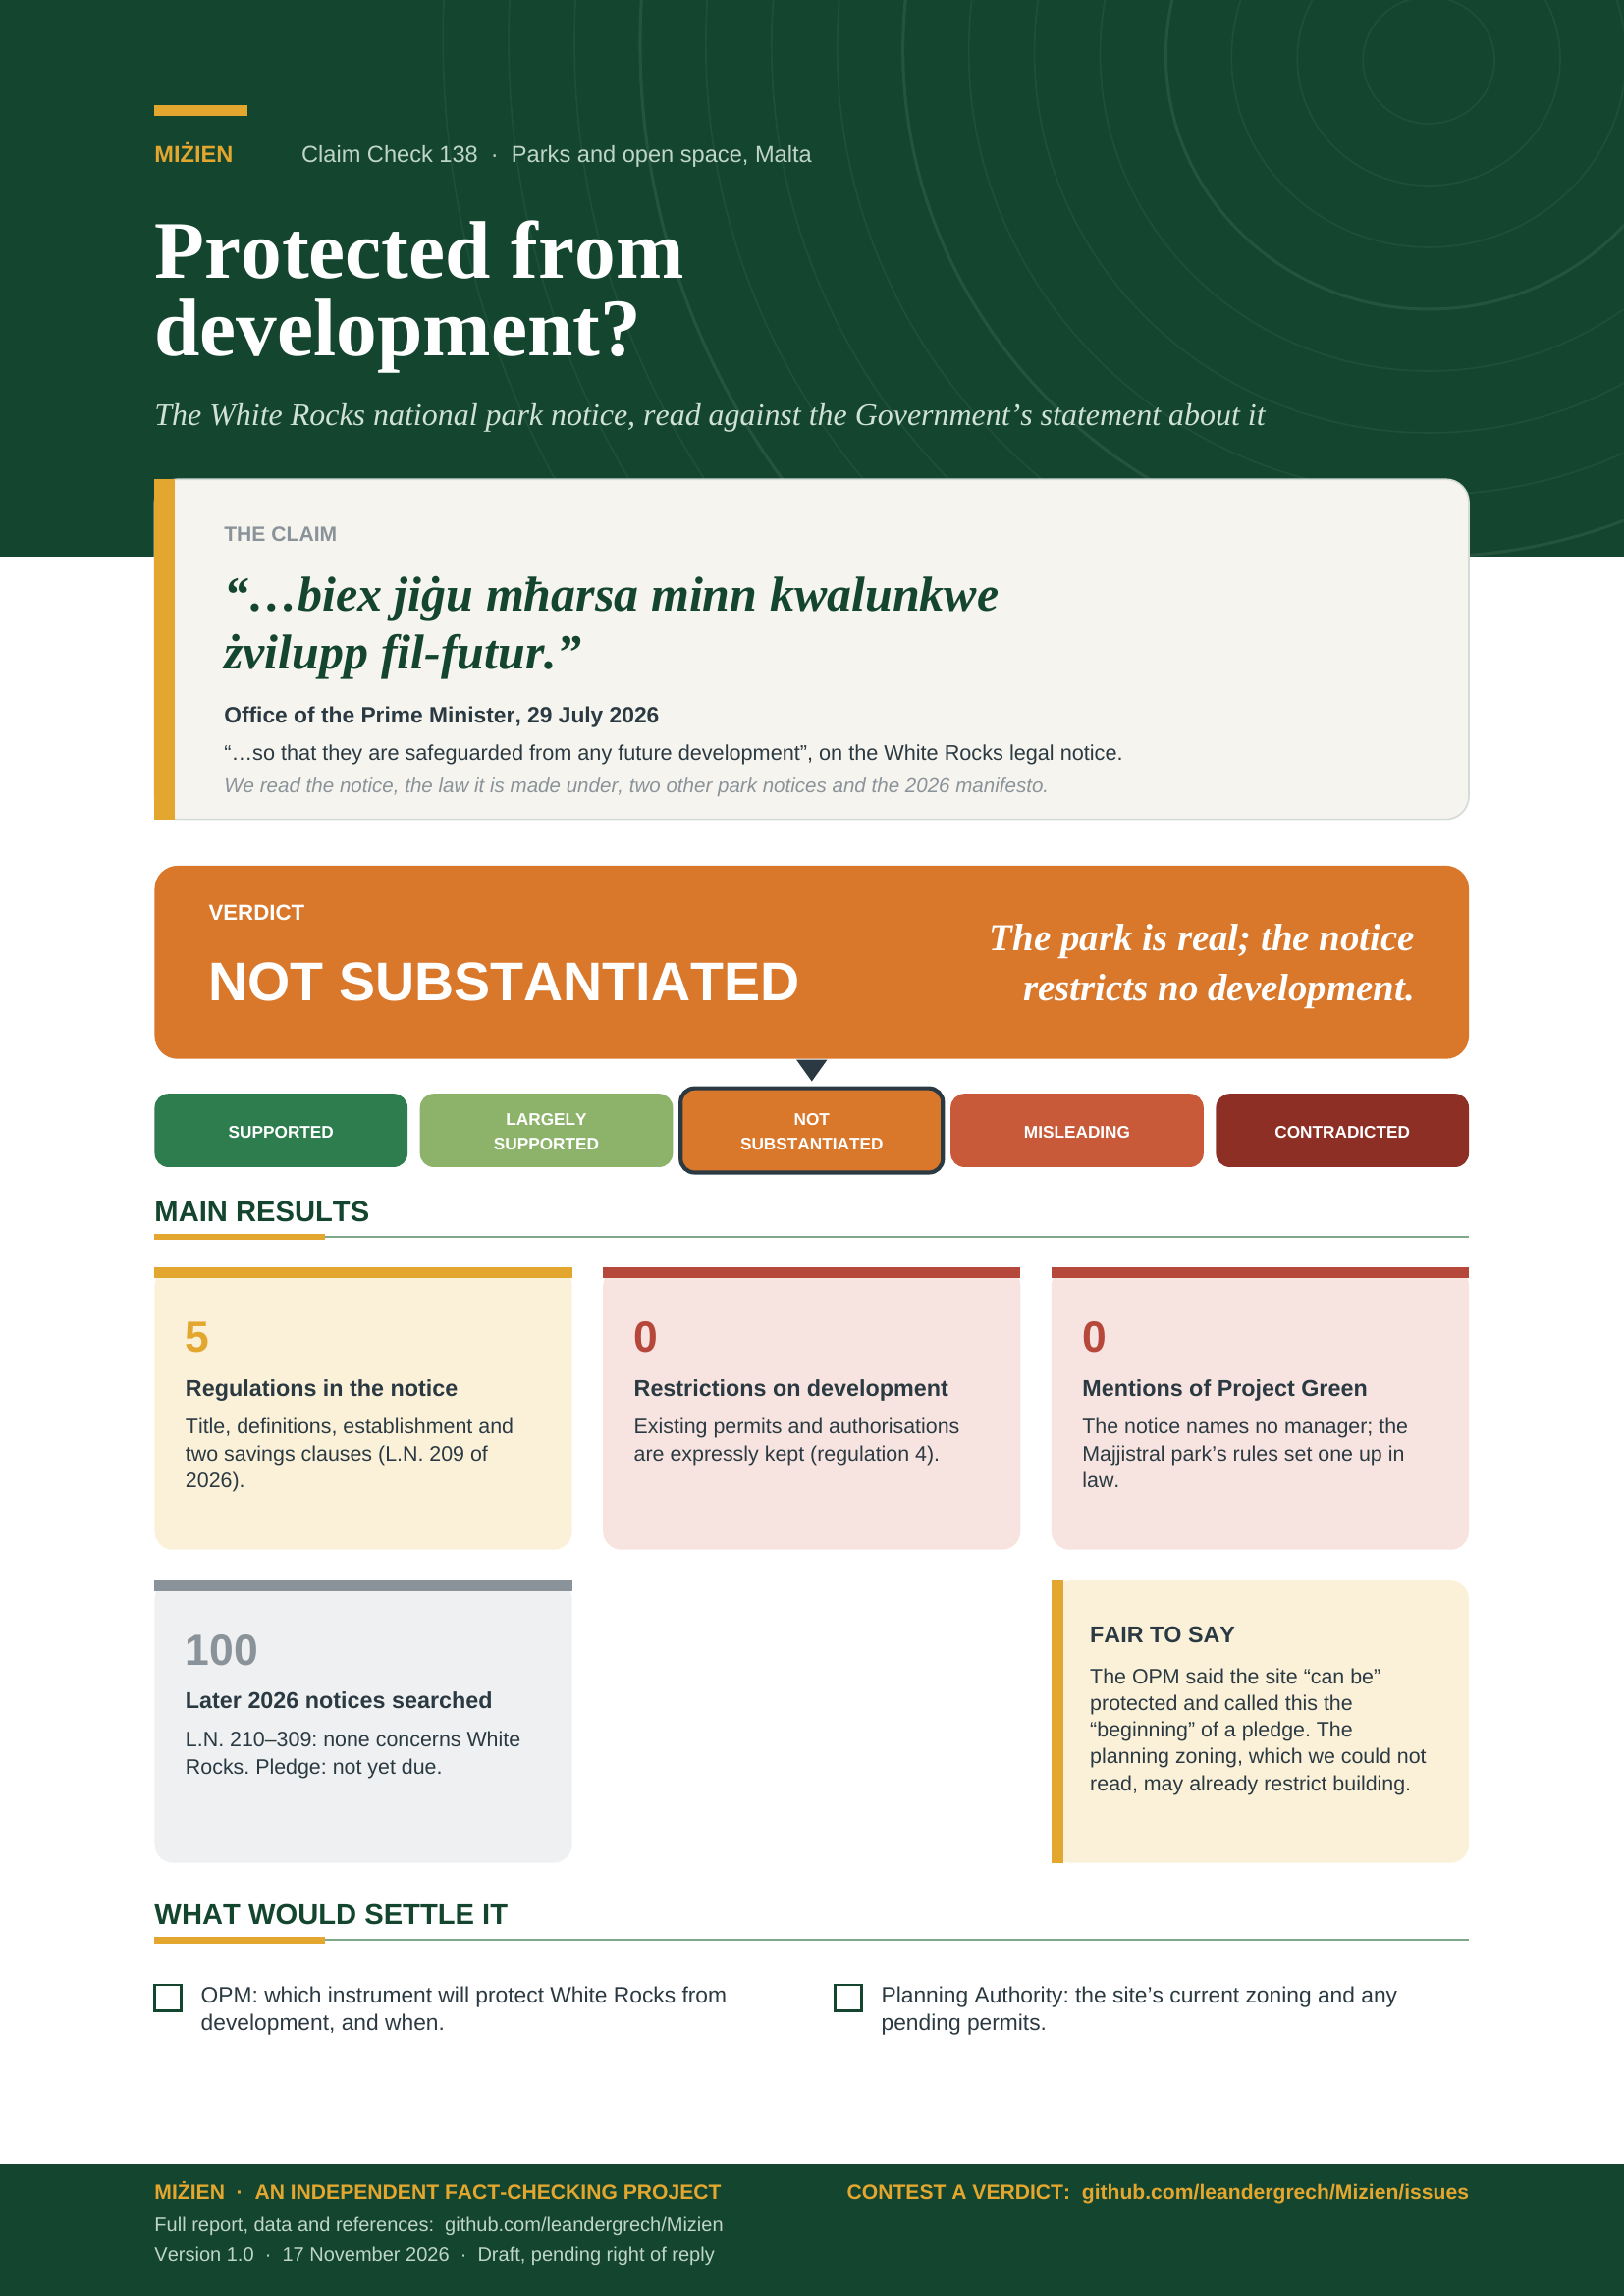 MIŻIEN Claim Check 138 · Parks and open space, Malta
Protected from
development?
The White Rocks national park notice, read against the Government’s statement about it
THE CLAIM
“…biex jiġu mħarsa minn kwalunkwe
żvilupp fil-futur.”
Office of the Prime Minister, 29 July 2026
“…so that they are safeguarded from any future development”, on the White Rocks legal notice.
We read the notice, the law it is made under, two other park notices and the 2026 manifesto.
VERDICT
NOT SUBSTANTIATED
The park is real; the notice
restricts no development.
SUPPORTED
LARGELY
SUPPORTED
NOT
SUBSTANTIATED
MISLEADING
CONTRADICTED
MAIN RESULTS
5
Regulations in the notice
Title, definitions, establishment and
two savings clauses (L.N. 209 of
2026).
0
Restrictions on development
Existing permits and authorisations
are expressly kept (regulation 4).
0
Mentions of Project Green
The notice names no manager; the
Majjistral park’s rules set one up in
law.
100
Later 2026 notices searched
L.N. 210–309: none concerns White
Rocks. Pledge: not yet due.
FAIR TO SAY
The OPM said the site “can be”
protected and called this the
“beginning” of a pledge. The
planning zoning, which we could not
read, may already restrict building.
WHAT WOULD SETTLE IT
OPM: which instrument will protect White Rocks from
development, and when.
Planning Authority: the site’s current zoning and any
pending permits.
MIŻIEN · AN INDEPENDENT FACT-CHECKING PROJECT
CONTEST A VERDICT: github.com/leandergrech/Mizien/issues
Full report, data and references: github.com/leandergrech/Mizien
Version 1.0 · 17 November 2026 · Draft, pending right of reply